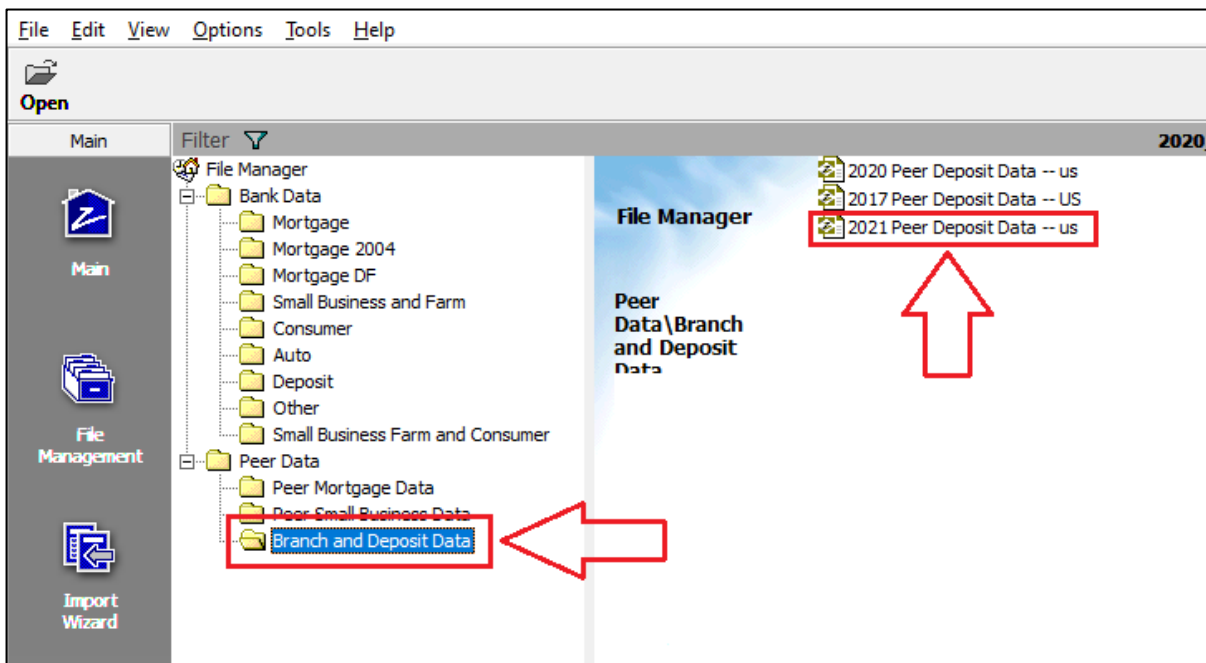 File Edit View Options Tools Help
Open
Main
Filter
2020
Main
File
Management
Import
Wizard
File Manager
Bank Data
Mortgage
Mortgage 2004
Mortgage DF
Small Business and Farm
Consumer
Auto
Deposit
Other
Small Business Farm and Consumer
Peer Data
Peer Mortgage Data
Peer Small Business Data
Branch and Deposit Data
File Manager
Peer
Data\Branch
and Deposit
Data
2020 Peer Deposit Data -- us
2017 Peer Deposit Data -- US
2021 Peer Deposit Data -- us